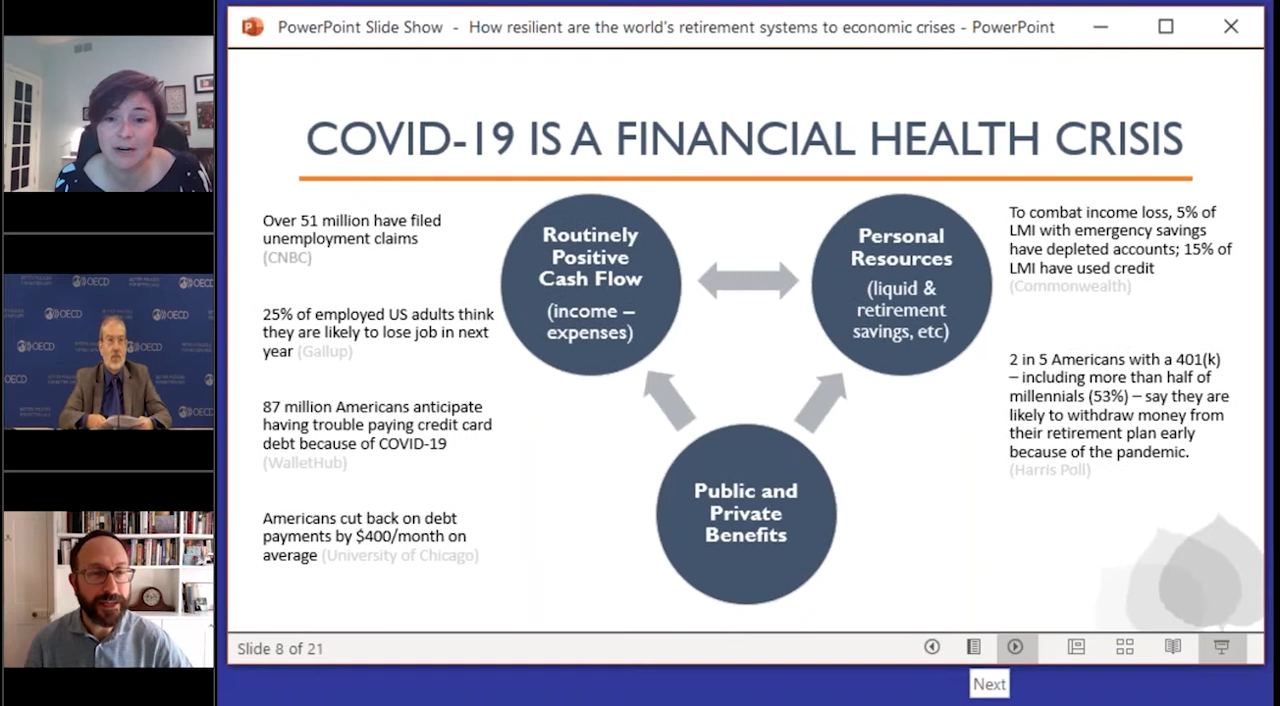 PowerPoint Slide Show - How resilient are the world's retirement systems to economic crises - PowerPoint
COVID-19 IS A FINANCIAL HEALTH CRISIS
Over 51 million have filed
unemployment claims
(CNBC)
25% of employed US adults think
they are likely to lose job in next
year (Gallup)
87 million Americans anticipate
having trouble paying credit card
debt because of COVID-19
(WalletHub)
Americans cut back on debt
payments by $400/month on
average (University of Chicago)
Routinely
Positive
Cash Flow
(income –
expenses)
Personal
Resources
(liquid &
retirement
savings, etc)
Public and
Private
Benefits
To combat income loss, 5% of
LMI with emergency savings
have depleted accounts; 15% of
LMI have used credit
(Commonwealth)
2 in 5 Americans with a 401(k)
– including more than half of
millennials (53%) – say they are
likely to withdraw money from
their retirement plan early
because of the pandemic.
(Harris Poll)
Slide 8 of 21
Next
OECD
OECD
OECD
OECD
OECD
OECD